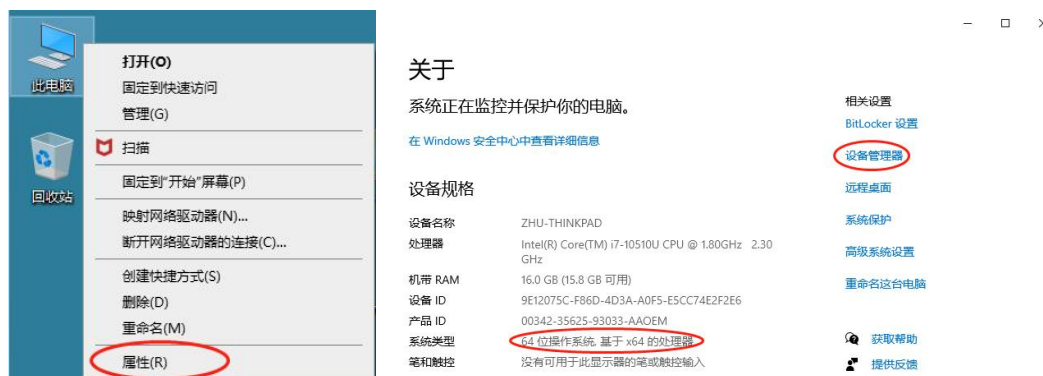 此电脑
回收站
打开(O)
固定到快速访问
管理(G)
扫描
固定到"开始"屏幕(P)
映射网络驱动器(N)...
断开网络驱动器的连接(C)...
创建快捷方式(S)
删除(D)
重命名(M)
属性(R)
关于
系统正在监控并保护你的电脑。
在 Windows 安全中心中查看详细信息
设备规格
设备名称 ZHU-THINKPAD
处理器 Intel(R) Core(TM) i7-10510U CPU @ 1.80GHz 2.30
GHz
机带 RAM 16.0 GB (15.8 GB 可用)
设备 ID 9E12075C-F86D-4D3A-A0F5-E5CC74E2F2E6
产品 ID 00342-35625-93033-AAOEM
系统类型 64 位操作系统, 基于 x64 的处理器
笔和触控 没有可用于此显示器的笔或触控输入
相关设置
BitLocker 设置
设备管理器
远程桌面
系统保护
高级系统设置
重命名这台电脑
获取帮助
提供反馈